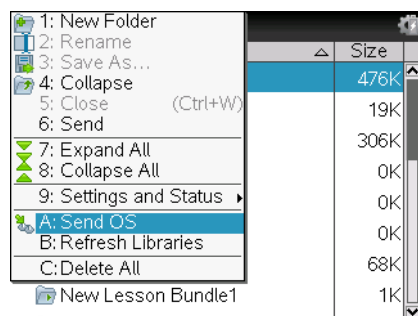 1: New Folder
2: Rename
3: Save As...
4: Collapse
5: Close (Ctrl+W)
6: Send
7: Expand All
8: Collapse All
9: Settings and Status
A: Send OS
B: Refresh Libraries
C: Delete All
New Lesson Bundle1
Size
476K
19K
306K
0K
0K
0K
68K
1K